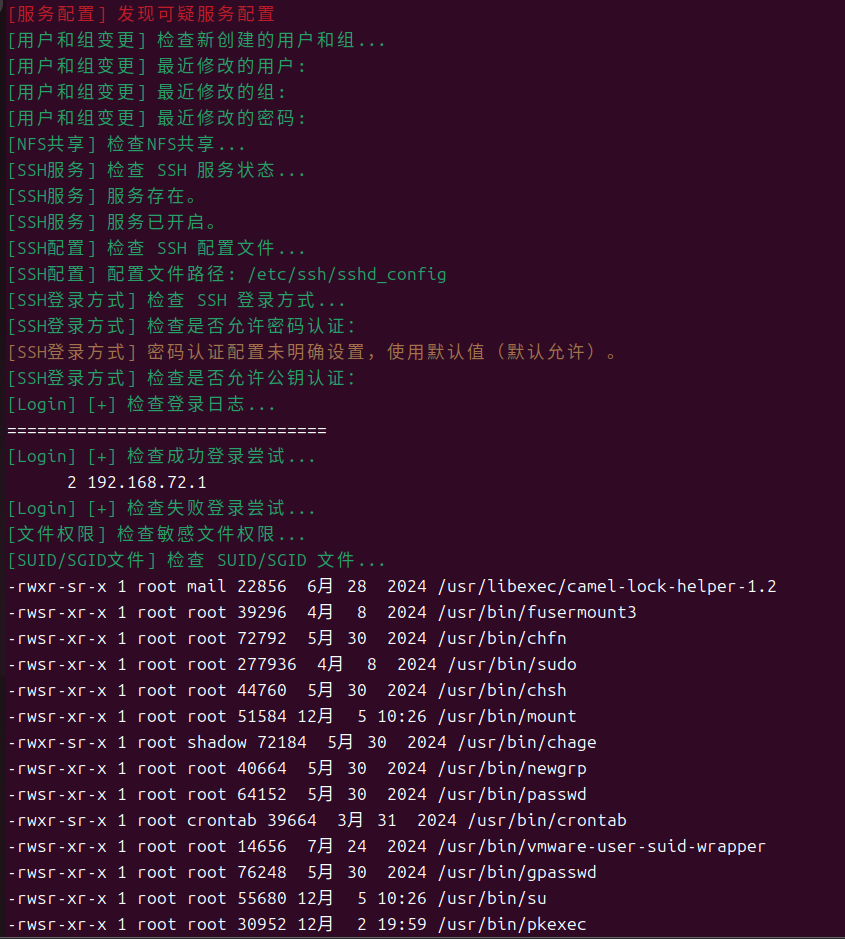 [服务配置] 发现可疑服务配置
[用户和组变更] 检查新创建的用户和组...
[用户和组变更] 最近修改的用户:
[用户和组变更] 最近修改的组:
[用户和组变更] 最近修改的密码:
[NFS共享] 检查NFS共享...
[SSH服务] 检查 SSH 服务状态...
[SSH服务] 服务存在。
[SSH服务] 服务已开启。
[SSH配置] 检查 SSH 配置文件...
[SSH配置] 配置文件路径: /etc/ssh/sshd_config
[SSH登录方式] 检查 SSH 登录方式...
[SSH登录方式] 检查是否允许密码认证:
[SSH登录方式] 密码认证配置未明确设置，使用默认值（默认允许）。
[SSH登录方式] 检查是否允许公钥认证:
[Login] [+] 检查登录日志...
================================
[Login] [+] 检查成功登录尝试...
      2 192.168.72.1
[Login] [+] 检查失败登录尝试...
[文件权限] 检查敏感文件权限...
[SUID/SGID文件] 检查 SUID/SGID 文件...
-rwxr-sr-x 1 root mail 22856  6月 28  2024 /usr/libexec/camel-lock-helper-1.2
-rwsr-xr-x 1 root root 39296  4月  8  2024 /usr/bin/fusermount3
-rwsr-xr-x 1 root root 72792  5月 30  2024 /usr/bin/chfn
-rwsr-xr-x 1 root root 277936  4月  8  2024 /usr/bin/sudo
-rwsr-xr-x 1 root root 44760  5月 30  2024 /usr/bin/chsh
-rwsr-xr-x 1 root root 51584 12月  5 10:26 /usr/bin/mount
-rwxr-sr-x 1 root shadow 72184  5月 30  2024 /usr/bin/chage
-rwsr-xr-x 1 root root 40664  5月 30  2024 /usr/bin/newgrp
-rwsr-xr-x 1 root root 64152  5月 30  2024 /usr/bin/passwd
-rwxr-sr-x 1 root crontab 39664  3月 31  2024 /usr/bin/crontab
-rwsr-xr-x 1 root root 14656  7月 24  2024 /usr/bin/vmware-user-suid-wrapper
-rwsr-xr-x 1 root root 76248  5月 30  2024 /usr/bin/gpasswd
-rwsr-xr-x 1 root root 55680 12月  5 10:26 /usr/bin/su
-rwsr-xr-x 1 root root 30952 12月  2 19:59 /usr/bin/pkexec